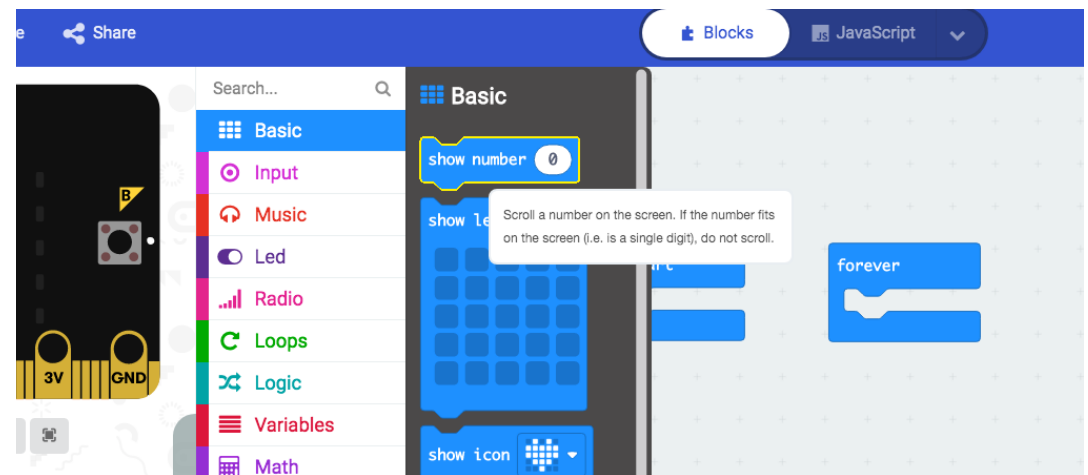 e
Share
Blocks
JS JavaScript
Search...
Basic
Input
Music
Led
Radio
Loops
Logic
Variables
Math
Basic
show number 0
show le
Scroll a number on the screen. If the number fits
on the screen (i.e. is a single digit), do not scroll.
show icon
forever
B
3V
GND